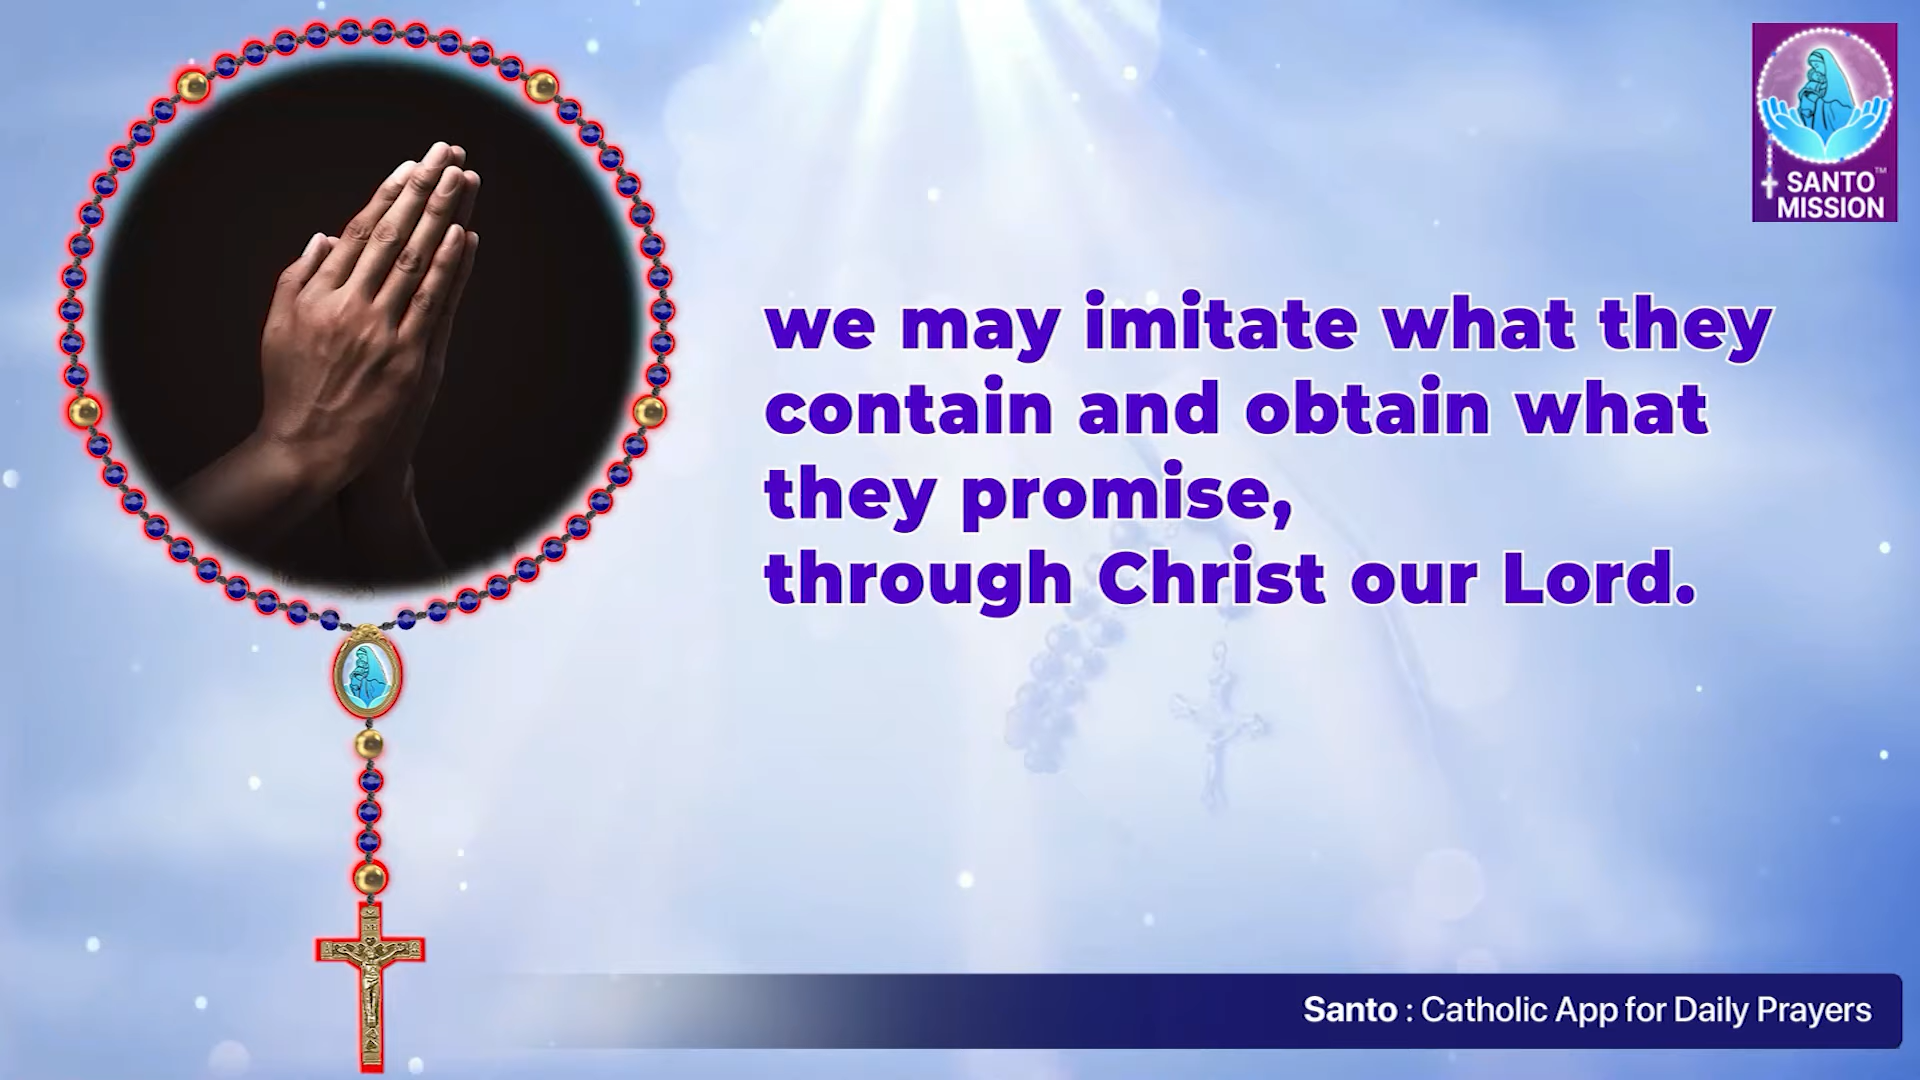 SANTO™
MISSION
we may imitate what they
contain and obtain what
they promise,
through Christ our Lord.
Santo : Catholic App for Daily Prayers